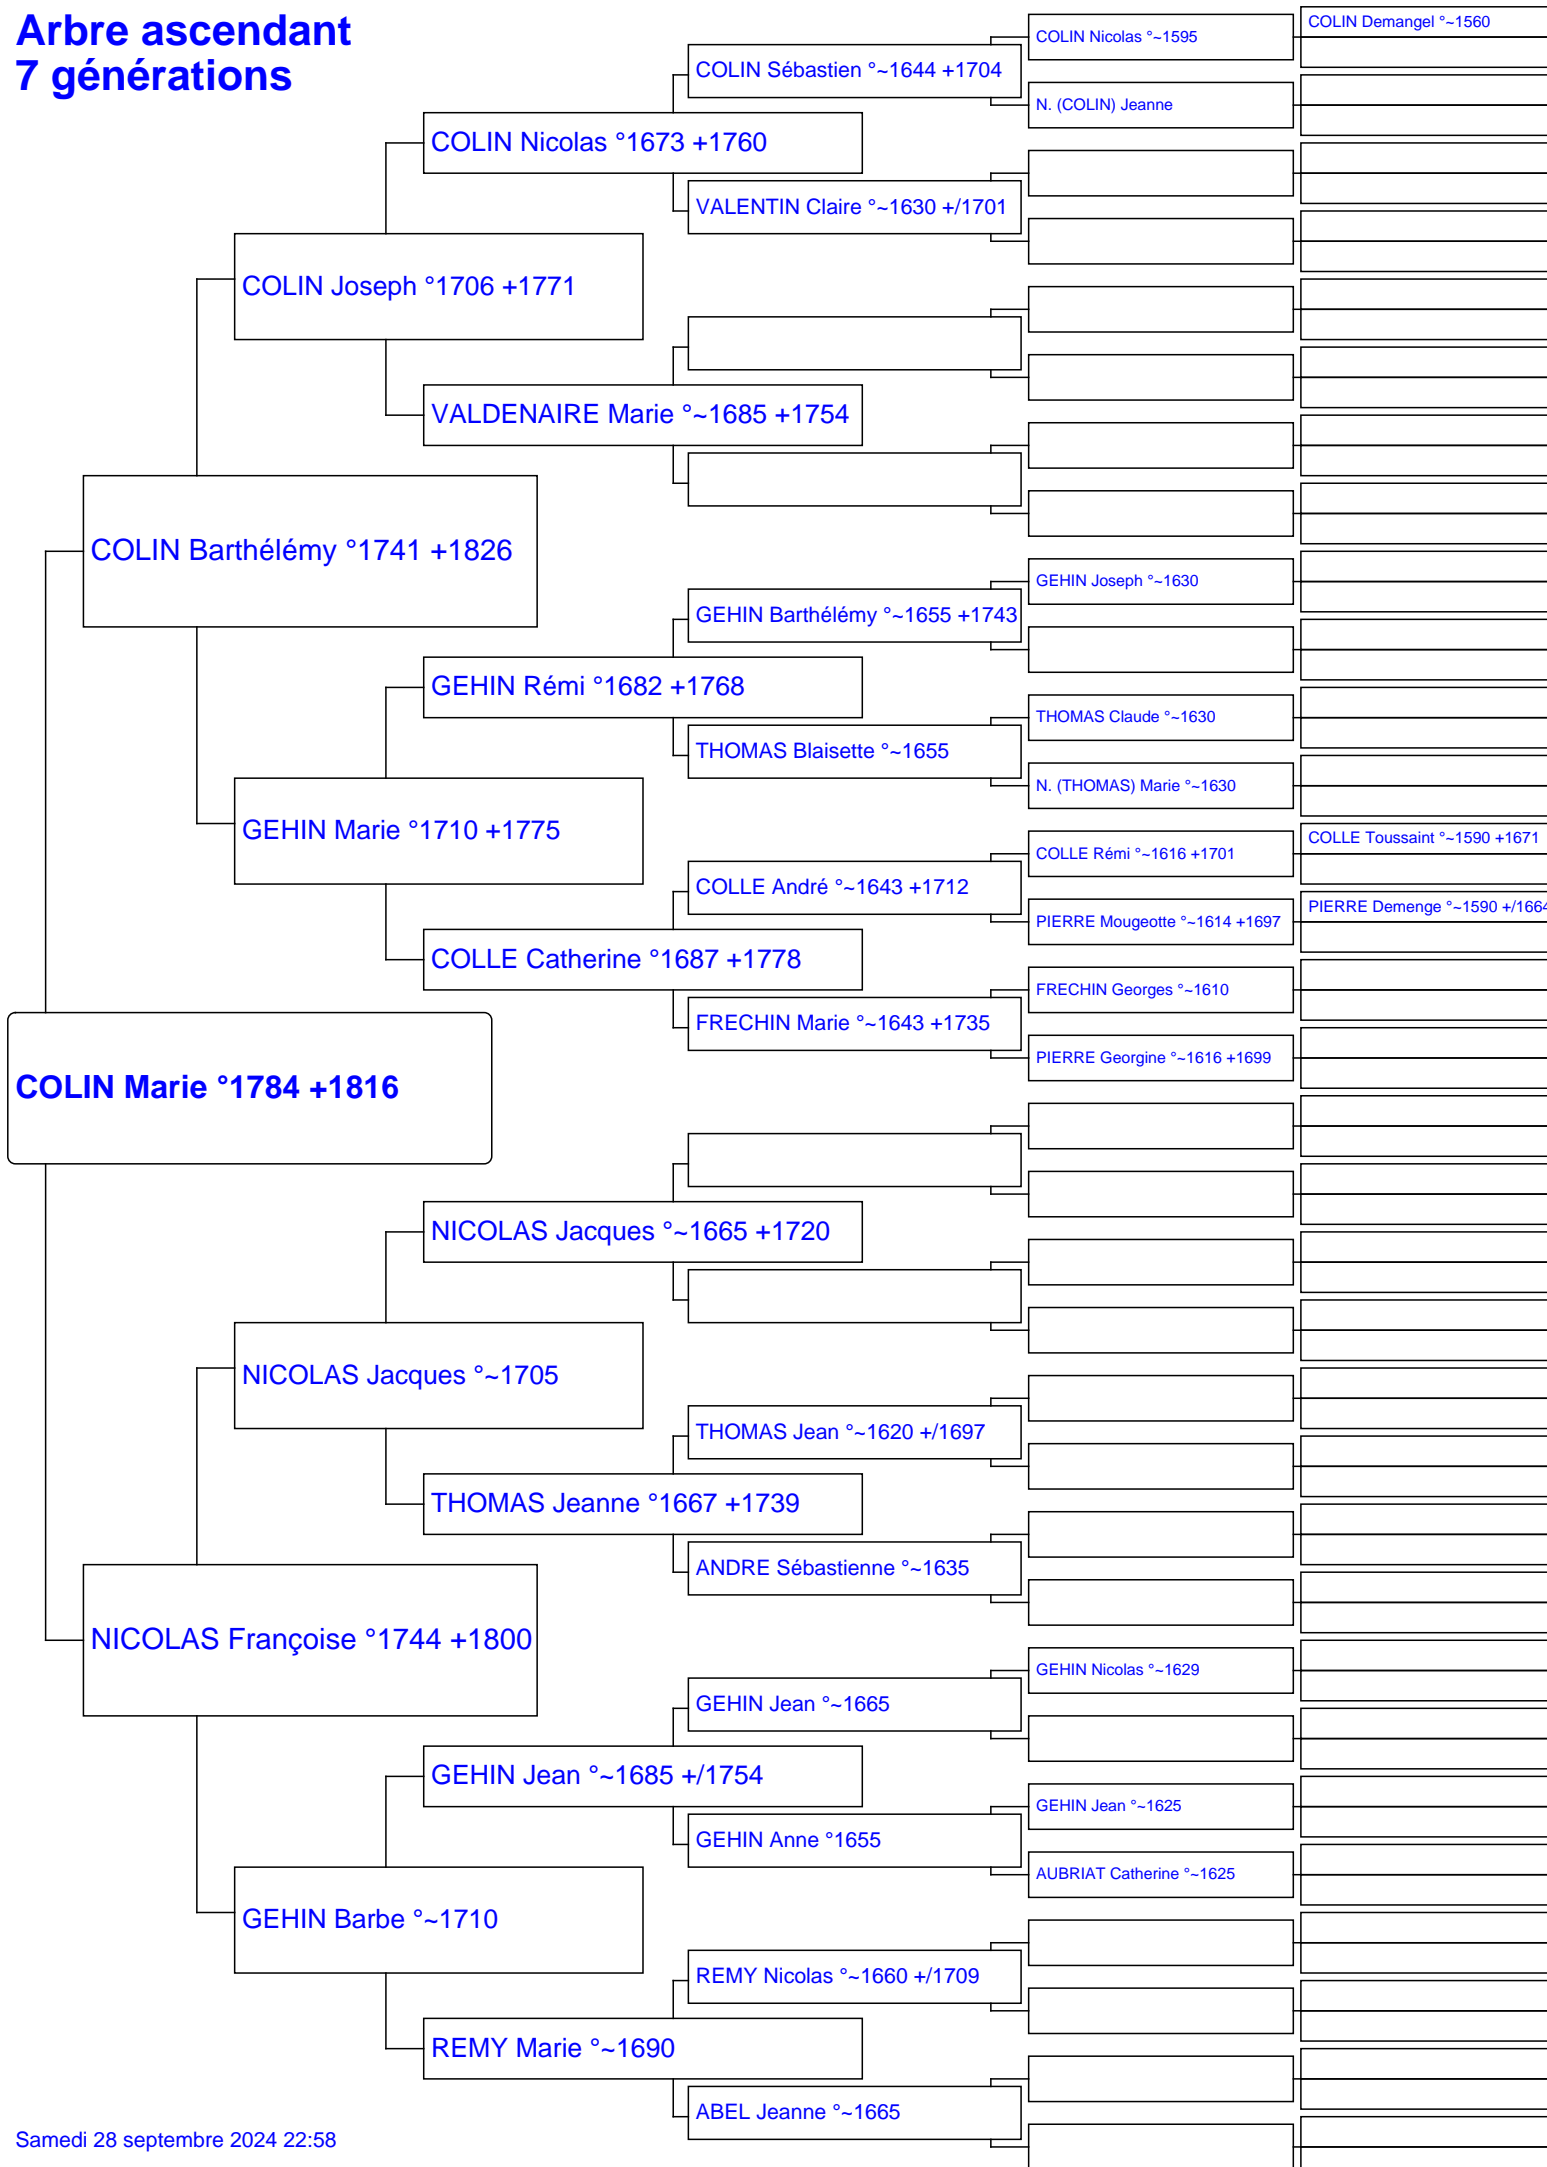 Arbre ascendant
7 générations
COLIN Demangel °~1560
COLIN Nicolas °~1595
COLIN Sébastien °~1644 +1704
N. (COLIN) Jeanne
COLIN Nicolas °1673 +1760
VALENTIN Claire °~1630 +/1701
COLIN Joseph °1706 +1771
VALDENAIRE Marie °~1685 +1754
COLIN Barthélémy °1741 +1826
GEHIN Joseph °~1630
GEHIN Barthélémy °~1655 +1743
GEHIN Rémi °1682 +1768
THOMAS Claude °~1630
THOMAS Blaisette °~1655
N. (THOMAS) Marie °~1630
GEHIN Marie °1710 +1775
COLLE Toussaint °~1590 +1671
COLLE Rémi °~1616 +1701
COLLE André °~1643 +1712
PIERRE Demenge °~1590 +/1664
PIERRE Mougeotte °~1614 +1697
COLLE Catherine °1687 +1778
FRECHIN Georges °~1610
FRECHIN Marie °~1643 +1735
PIERRE Georgine °~1616 +1699
COLIN Marie °1784 +1816
NICOLAS Jacques °~1665 +1720
NICOLAS Jacques °~1705
THOMAS Jean °~1620 +/1697
THOMAS Jeanne °1667 +1739
ANDRE Sébastienne °~1635
NICOLAS Françoise °1744 +1800
GEHIN Nicolas °~1629
GEHIN Jean °~1665
GEHIN Jean °~1685 +/1754
GEHIN Jean °~1625
GEHIN Anne °1655
AUBRIAT Catherine °~1625
GEHIN Barbe °~1710
REMY Nicolas °~1660 +/1709
REMY Marie °~1690
ABEL Jeanne °~1665
Samedi 28 septembre 2024 22:58